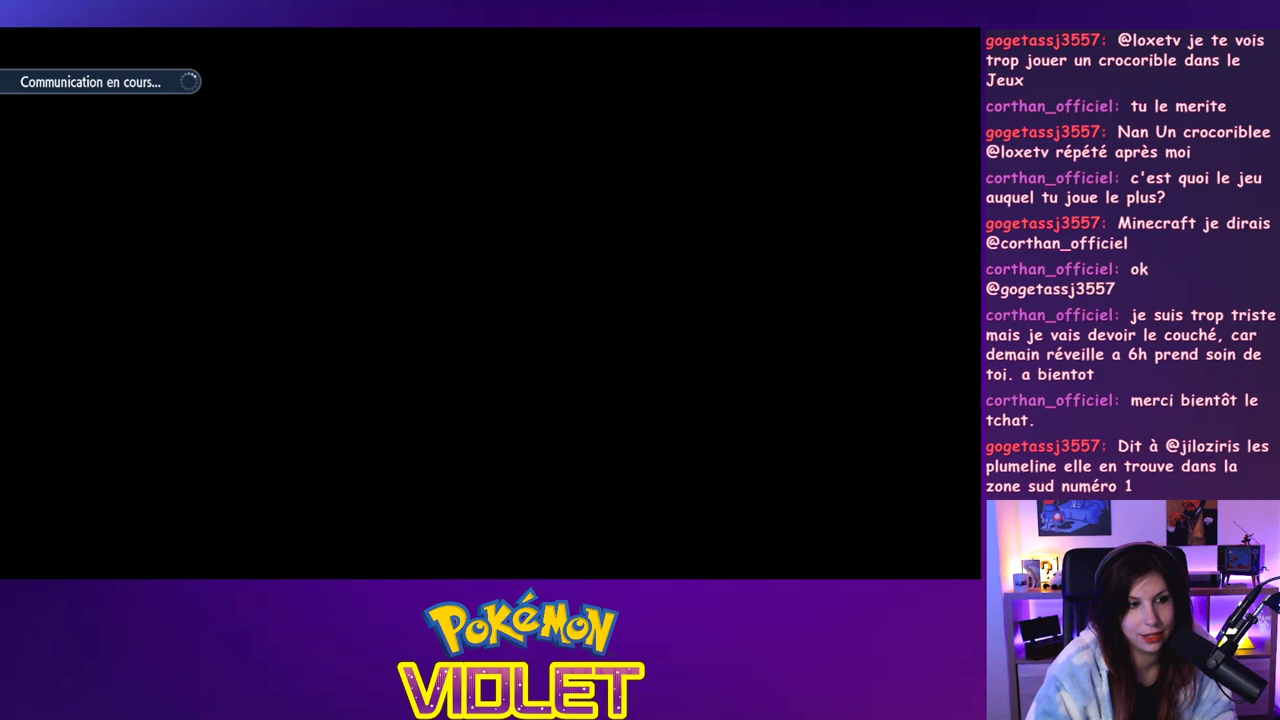 Communication en cours...
gogetassj3557: @loxetv je te vois
trop jouer un crocorible dans le
Jeux
corthan_officiel: tu le merite
gogetassj3557: Nan Un crocoriblee
@loxetv répété après moi
corthan_officiel: c'est quoi le jeu
auquel tu joue le plus?
gogetassj3557: Minecraft je dirais
@corthan_officiel
corthan_officiel: ok
@gogetassj3557
corthan_officiel: je suis trop triste
mais je vais devoir le couché, car
demain réveille a 6h prend soin de
toi. a bientot
corthan_officiel: merci bientôt le
tchat.
gogetassj3557: Dit à @jiloziris les
plumeline elle en trouve dans la
zone sud numéro 1
POKéMON
VIOLET